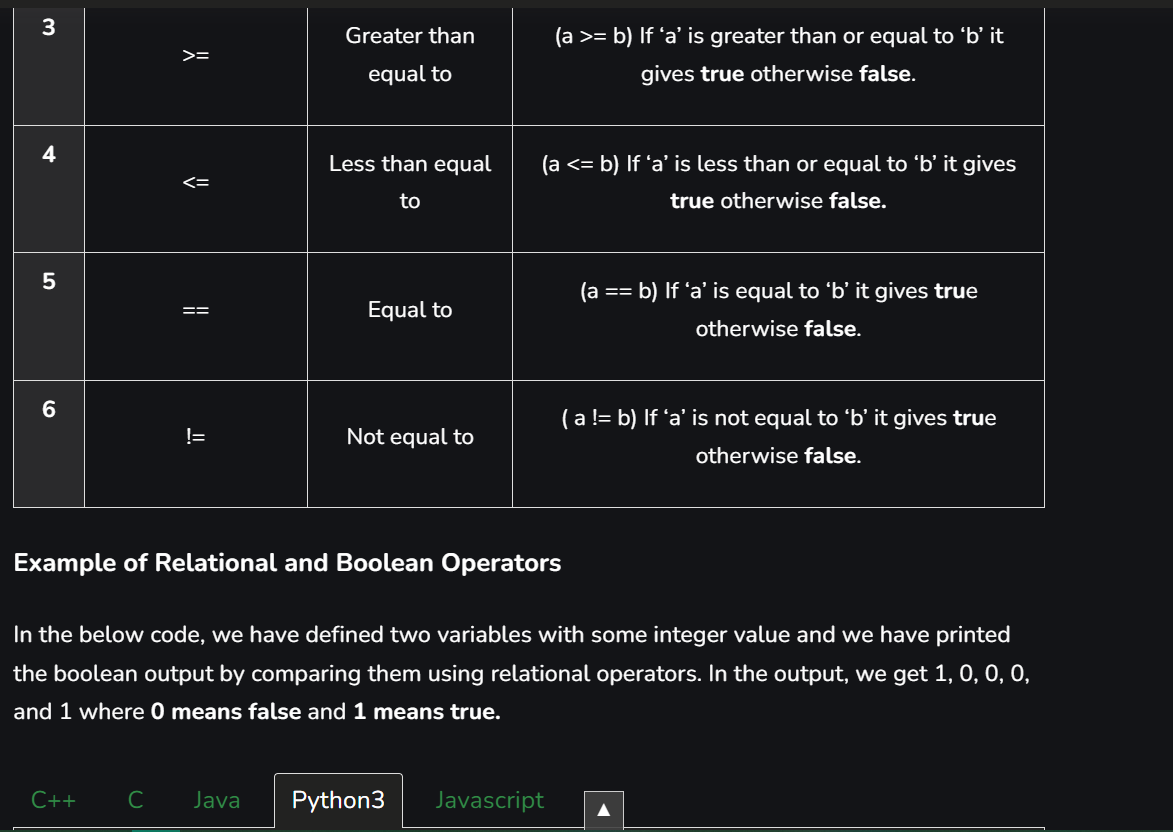 3
>=
Greater than
equal to
(a >= b) If ‘a’ is greater than or equal to ‘b’ it
gives true otherwise false.
4
<=
Less than equal
to
(a <= b) If ‘a’ is less than or equal to ‘b’ it gives
true otherwise false.
5
==
Equal to
(a == b) If ‘a’ is equal to ‘b’ it gives true
otherwise false.
6
!=
Not equal to
( a != b) If ‘a’ is not equal to ‘b’ it gives true
otherwise false.
Example of Relational and Boolean Operators
In the below code, we have defined two variables with some integer value and we have printed
the boolean output by comparing them using relational operators. In the output, we get 1, 0, 0, 0,
and 1 where 0 means false and 1 means true.
C++ C Java Python3 Javascript